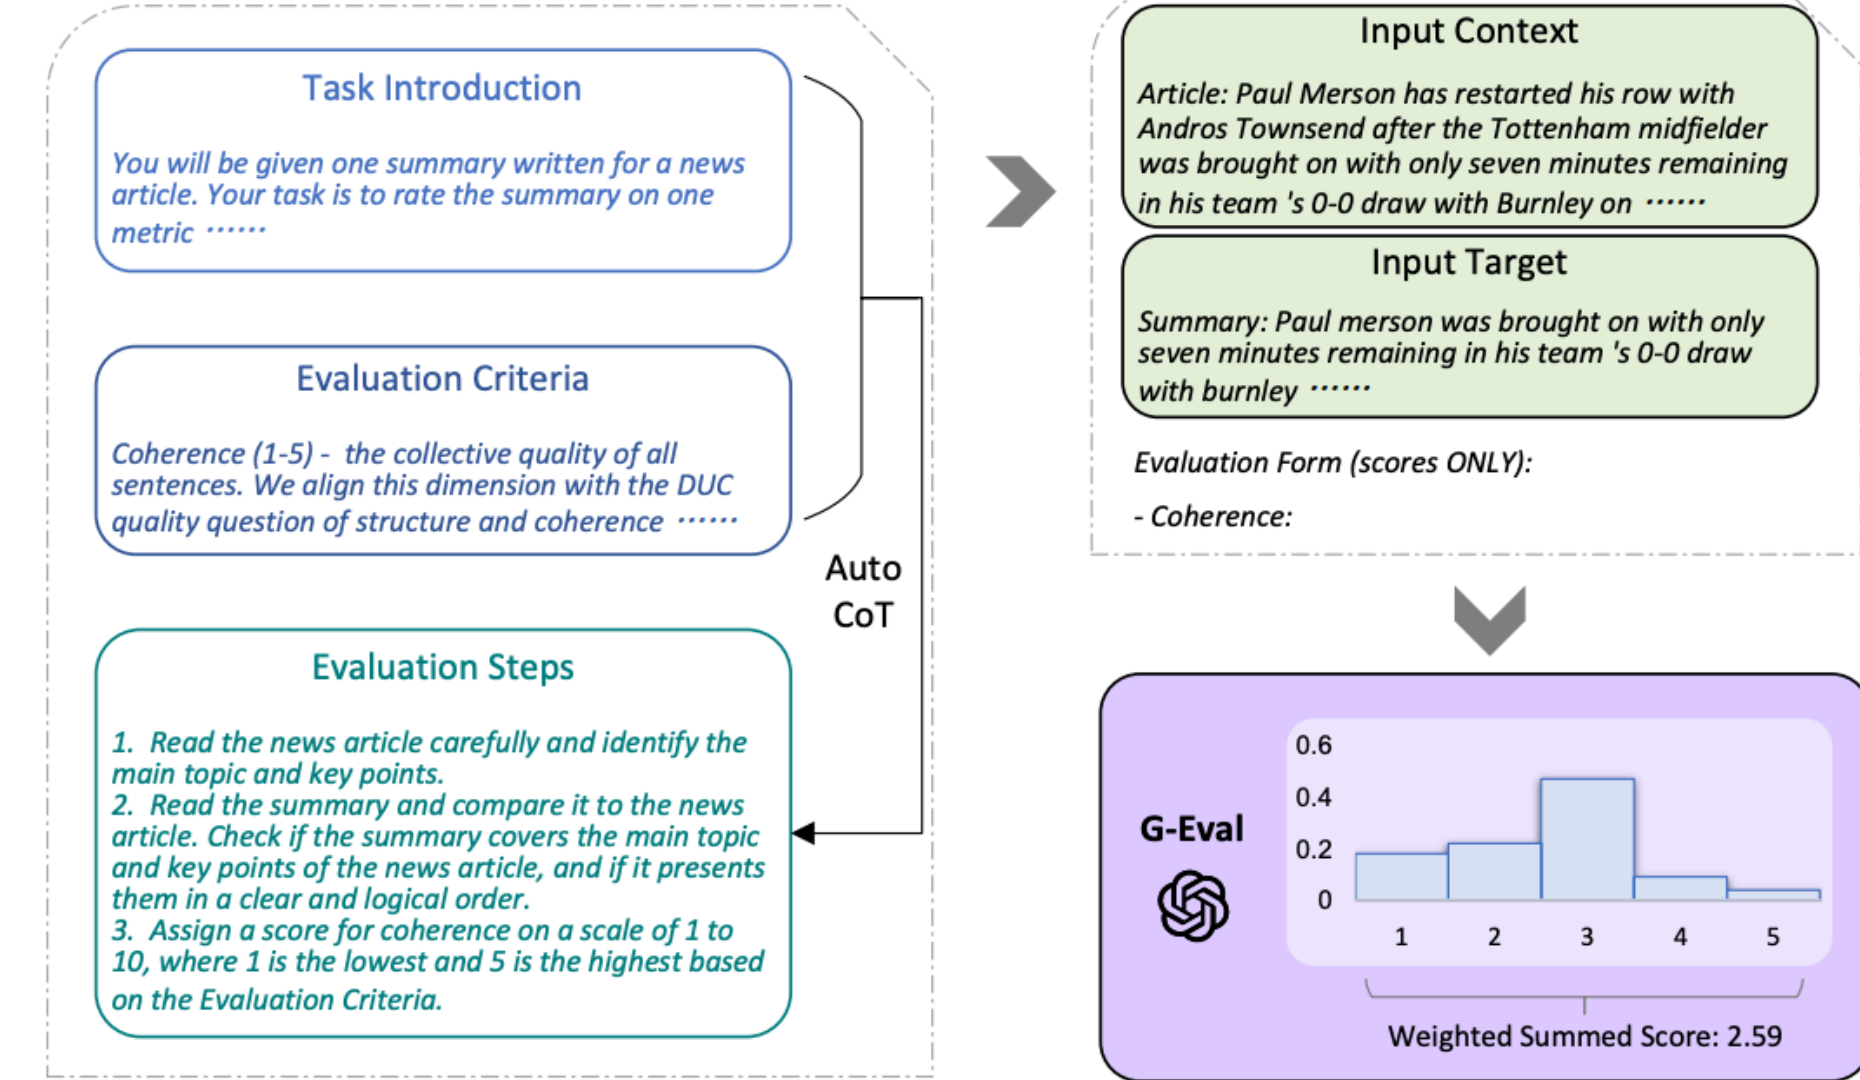 Task Introduction
You will be given one summary written for a news
article. Your task is to rate the summary on one
metric ······
Evaluation Criteria
Coherence (1-5) - the collective quality of all
sentences. We align this dimension with the DUC
quality question of structure and coherence ······
Auto
CoT
Evaluation Steps
1. Read the news article carefully and identify the
main topic and key points.
2. Read the summary and compare it to the news
article. Check if the summary covers the main topic
and key points of the news article, and if it presents
them in a clear and logical order.
3. Assign a score for coherence on a scale of 1 to
10, where 1 is the lowest and 5 is the highest based
on the Evaluation Criteria.
Input Context
Article: Paul Merson has restarted his row with
Andros Townsend after the Tottenham midfielder
was brought on with only seven minutes remaining
in his team 's 0-0 draw with Burnley on ······
Input Target
Summary: Paul merson was brought on with only
seven minutes remaining in his team 's 0-0 draw
with burnley ······
Evaluation Form (scores ONLY):
- Coherence:
G-Eval
0.6
0.4
0.2
0
1 2 3 4 5
Weighted Summed Score: 2.59